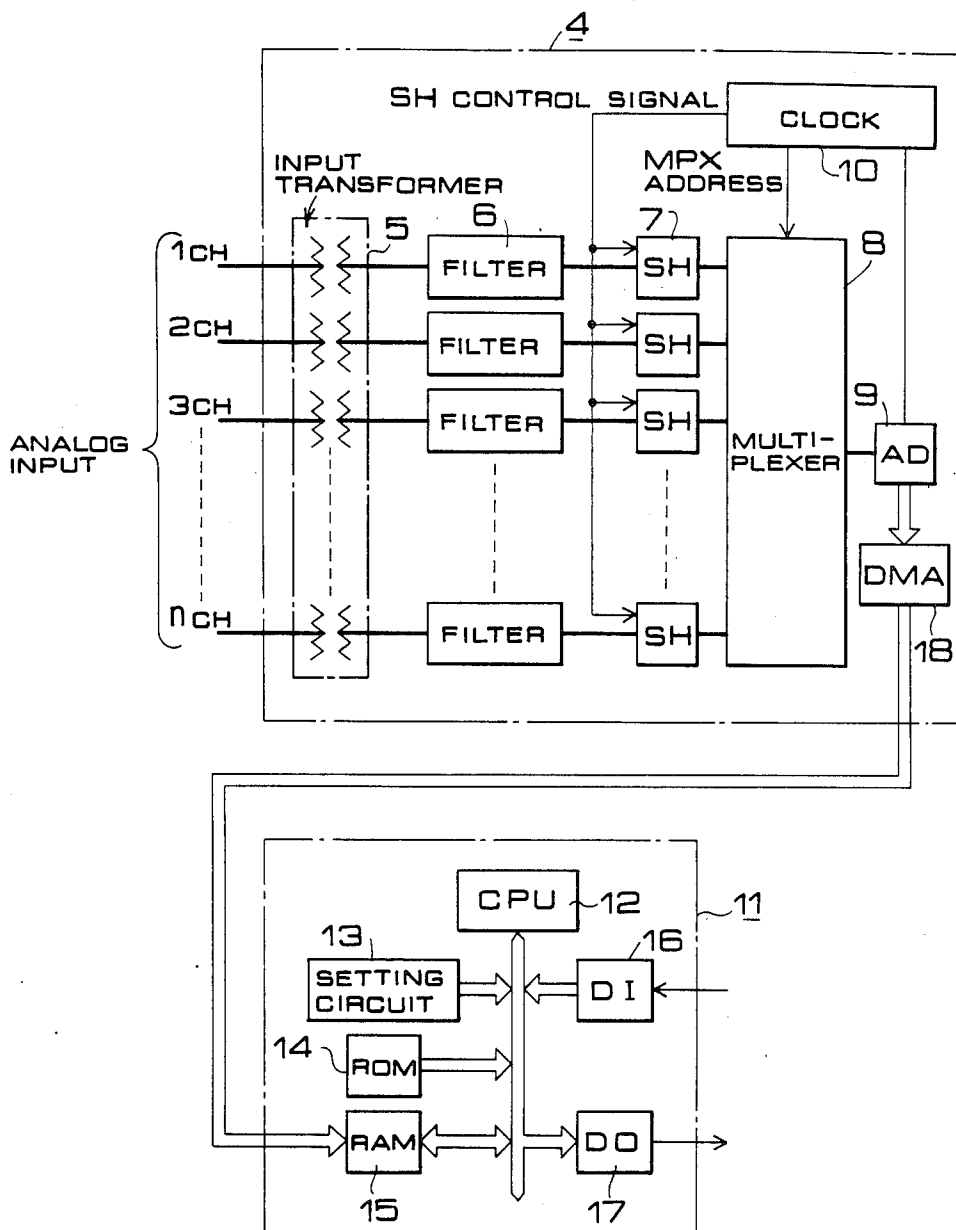 4
SH CONTROL SIGNAL
CLOCK
10
INPUT
TRANSFORMER
MPX
ADDRESS
5
6
7
8
1CH
FILTER
SH
2CH
FILTER
SH
3CH
FILTER
SH
ANALOG
INPUT
MULTI-
PLEXER
9
AD
DMA
18
nCH
FILTER
SH
CPU
12
11
13
SETTING
CIRCUIT
16
DI
14
ROM
RAM
15
DO
17